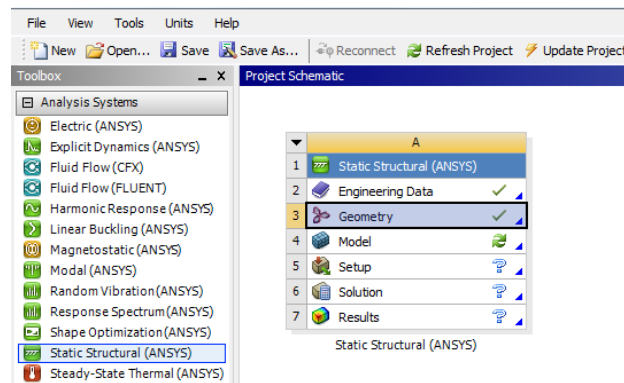 File View Tools Units Help
New Open... Save Save As... Reconnect Refresh Project Update Project
Toolbox
Project Schematic
Analysis Systems
Electric (ANSYS)
Explicit Dynamics (ANSYS)
Fluid Flow (CFX)
Fluid Flow (FLUENT)
Harmonic Response (ANSYS)
Linear Buckling (ANSYS)
Magnetostatic (ANSYS)
Modal (ANSYS)
Random Vibration (ANSYS)
Response Spectrum (ANSYS)
Shape Optimization (ANSYS)
Static Structural (ANSYS)
Steady-State Thermal (ANSYS)
A
1 Static Structural (ANSYS)
2 Engineering Data
3 Geometry
4 Model
5 Setup
6 Solution
7 Results
Static Structural (ANSYS)